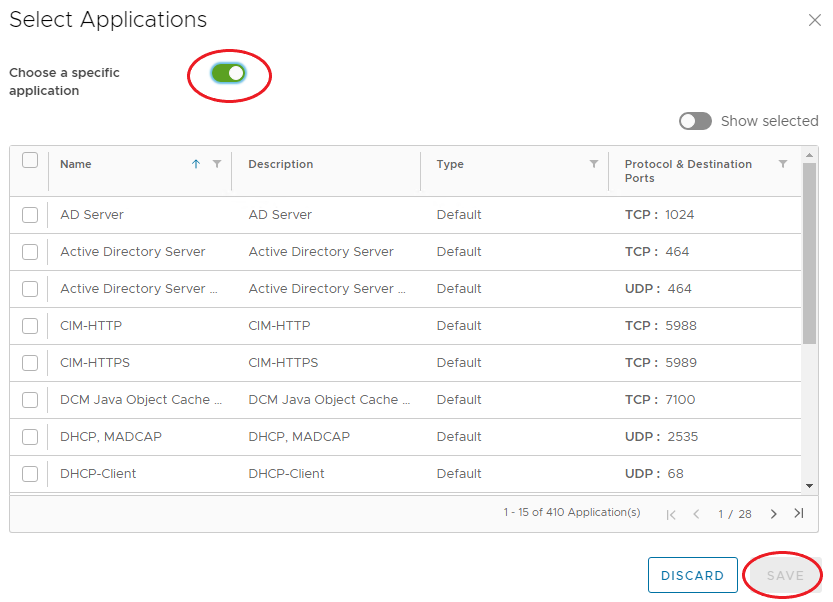 Select Applications
Choose a specific
application
Show selected
Name Description Type Protocol & Destination
Ports
AD Server AD Server Default TCP : 1024
Active Directory Server Active Directory Server Default TCP : 464
Active Directory Server ... Active Directory Server ... Default UDP : 464
CIM-HTTP CIM-HTTP Default TCP : 5988
CIM-HTTPS CIM-HTTPS Default TCP : 5989
DCM Java Object Cache ... DCM Java Object Cache ... Default TCP : 7100
DHCP, MADCAP DHCP, MADCAP Default UDP : 2535
DHCP-Client DHCP-Client Default UDP : 68
1 - 15 of 410 Application(s) 1 / 28
DISCARD SAVE